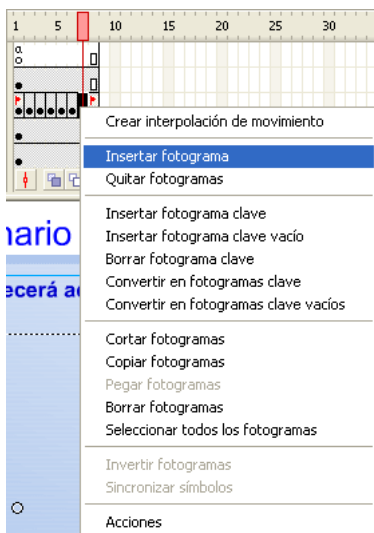 1 5 10 15 20 25 30
a
Crear interpolación de movimiento
Insertar fotograma
Quitar fotogramas
Insertar fotograma clave
Insertar fotograma clave vacío
Borrar fotograma clave
Convertir en fotogramas clave
Convertir en fotogramas clave vacíos
nario
ecerá a
Cortar fotogramas
Copiar fotogramas
Pegar fotogramas
Borrar fotogramas
Seleccionar todos los fotogramas
Invertir fotogramas
Sincronizar símbolos
Acciones